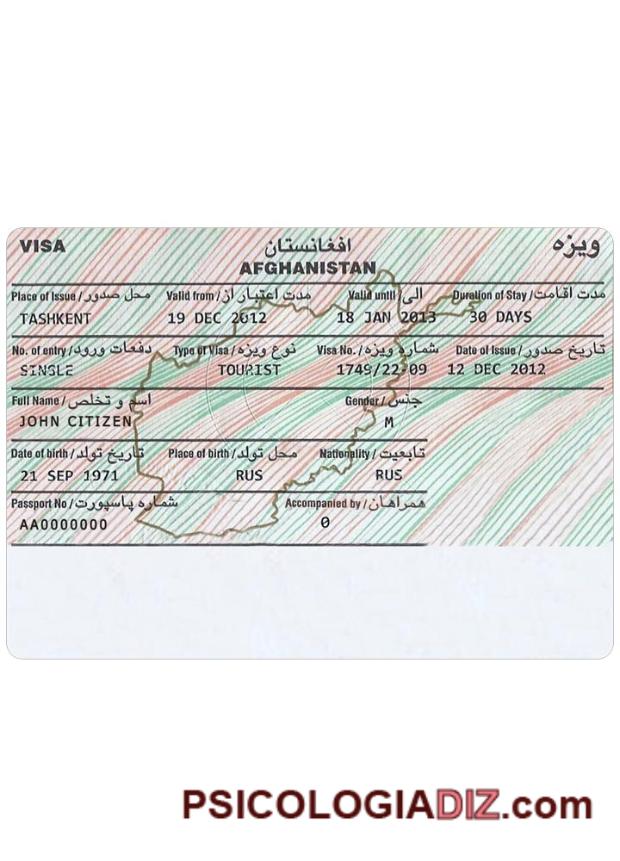 VISA افغانستان ویزه
AFGHANISTAN
Place of Issue / محل صدور Valid from / مدت اعتبار از Valid until / الی Duration of Stay / مدت اقامت
TASHKENT 19 DEC 2012 18 JAN 2013 30 DAYS
No. of entry / دفعات ورود Type of Visa / نوع ویزه Visa No. / شماره ویزه Date of Issue / تاریخ صدور
SINGLE TOURIST 1749/22-09 12 DEC 2012
Full Name / اسم و تخلص Gender / جنس
JOHN CITIZEN M
Date of birth / تاریخ تولد Place of birth / محل تولد Nationality / تابعیت
21 SEP 1971 RUS RUS
Passport No / شماره پاسپورت Accompanied by / همراهان
AA0000000 0
PSICOLOGIADIZ.com